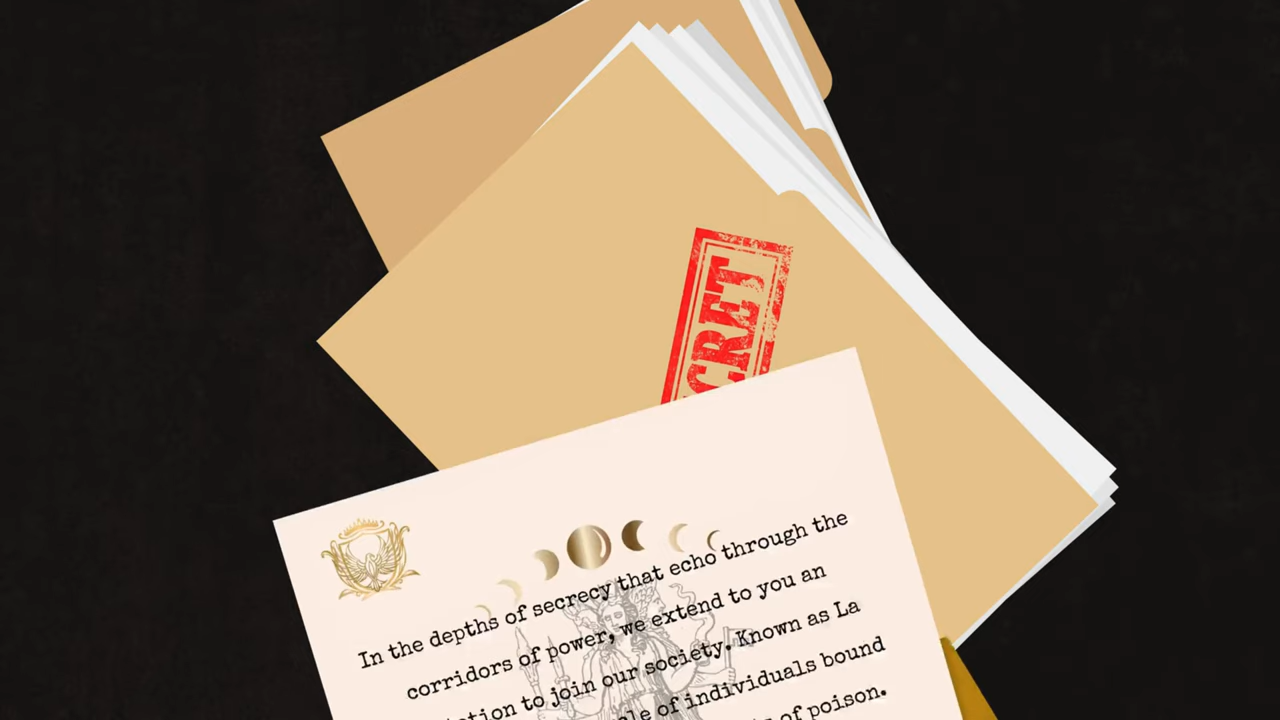 CRET
In the depths of secrecy that echo through the
corridors of power, we extend to you an
to join our society. Known as La
of individuals bound
of poison.